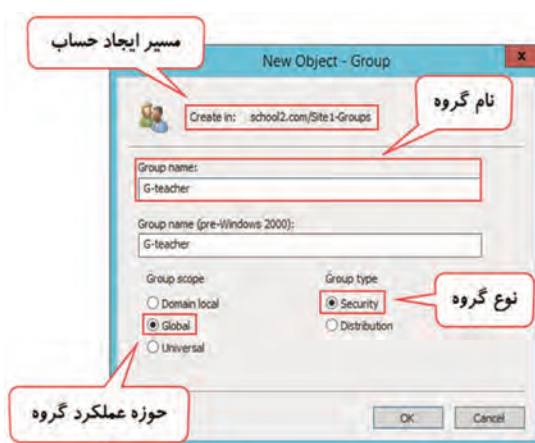 مسیر ایجاد حساب
New Object - Group
x
نام گروه
Create in: school2.com/Site1-Groups
Group name:
G-teacher
Group name (pre-Windows 2000):
G-teacher
Group scope
Group type
Domain local
Security
نوع گروه
Global
Distribution
Universal
حوزه عملکرد گروه
OK
Cancel